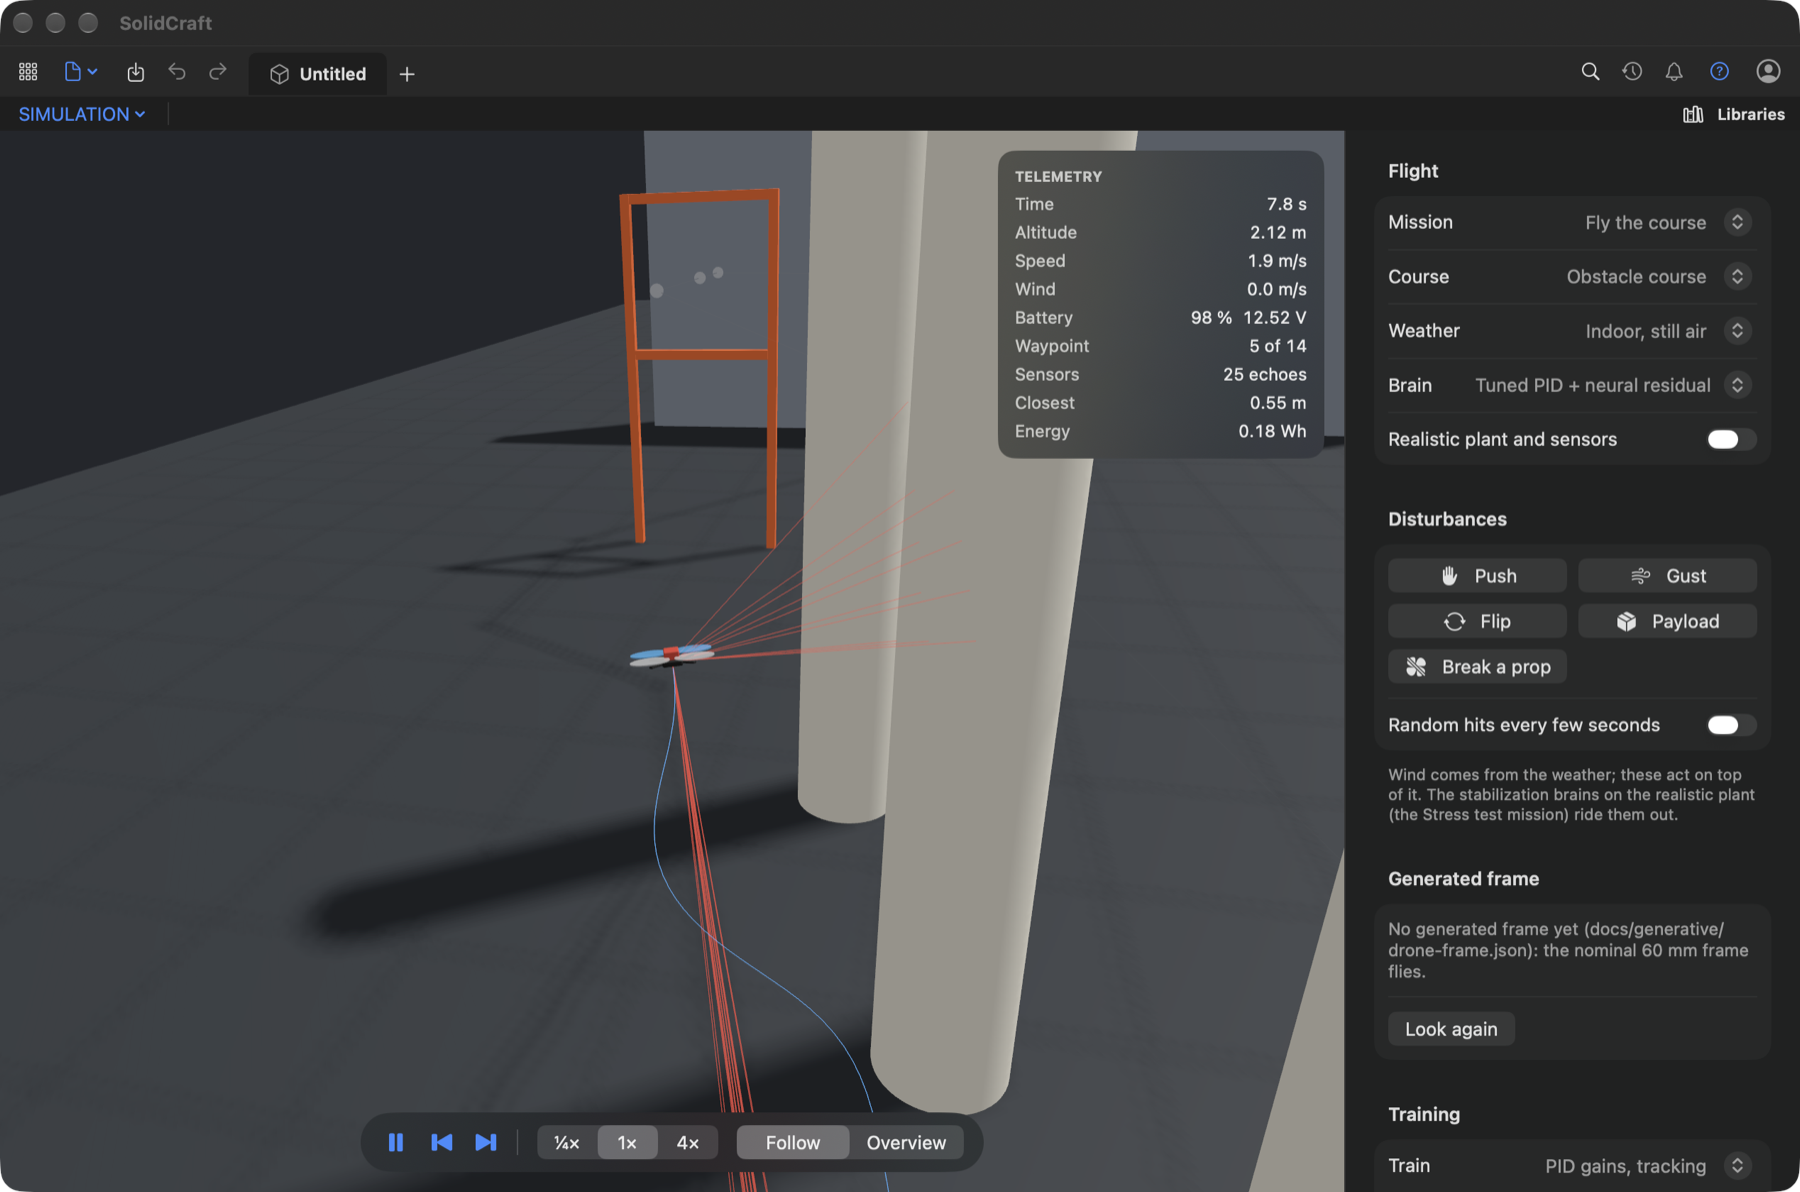 SolidCraft
Untitled
SIMULATION
Libraries
TELEMETRY
Time 7.8 s
Altitude 2.12 m
Speed 1.9 m/s
Wind 0.0 m/s
Battery 98 % 12.52 V
Waypoint 5 of 14
Sensors 25 echoes
Closest 0.55 m
Energy 0.18 Wh
Flight
Mission Fly the course
Course Obstacle course
Weather Indoor, still air
Brain Tuned PID + neural residual
Realistic plant and sensors
Disturbances
Push Gust
Flip Payload
Break a prop
Random hits every few seconds
Wind comes from the weather; these act on top
of it. The stabilization brains on the realistic plant
(the Stress test mission) ride them out.
Generated frame
No generated frame yet (docs/generative/
drone-frame.json): the nominal 60 mm frame
flies.
Look again
Training
Train PID gains, tracking
¼× 1× 4× Follow Overview